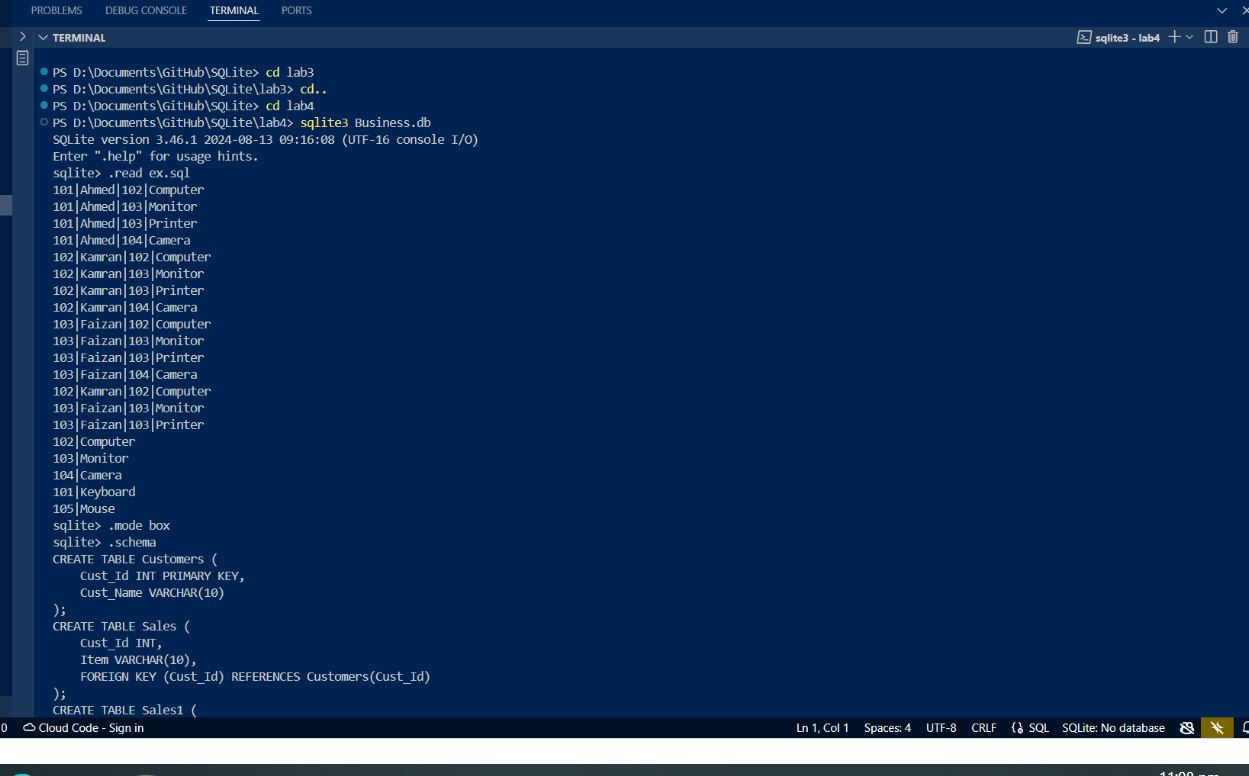 PROBLEMS DEBUG CONSOLE TERMINAL PORTS
TERMINAL sqlite3 - lab4
PS D:\Documents\GitHub\SQLite> cd lab3
PS D:\Documents\GitHub\SQLite\lab3> cd..
PS D:\Documents\GitHub\SQLite> cd lab4
PS D:\Documents\GitHub\SQLite\lab4> sqlite3 Business.db
SQLite version 3.46.1 2024-08-13 09:16:08 (UTF-16 console I/O)
Enter ".help" for usage hints.
sqlite> .read ex.sql
101|Ahmed|102|Computer
101|Ahmed|103|Monitor
101|Ahmed|103|Printer
101|Ahmed|104|Camera
102|Kamran|102|Computer
102|Kamran|103|Monitor
102|Kamran|103|Printer
102|Kamran|104|Camera
103|Faizan|102|Computer
103|Faizan|103|Monitor
103|Faizan|103|Printer
103|Faizan|104|Camera
102|Kamran|102|Computer
103|Faizan|103|Monitor
103|Faizan|103|Printer
102|Computer
103|Monitor
104|Camera
101|Keyboard
105|Mouse
sqlite> .mode box
sqlite> .schema
CREATE TABLE Customers (
    Cust_Id INT PRIMARY KEY,
    Cust_Name VARCHAR(10)
);
CREATE TABLE Sales (
    Cust_Id INT,
    Item VARCHAR(10),
    FOREIGN KEY (Cust_Id) REFERENCES Customers(Cust_Id)
);
CREATE TABLE Sales1 (
0 Cloud Code - Sign in Ln 1, Col 1 Spaces: 4 UTF-8 CRLF SQL SQLite: No database